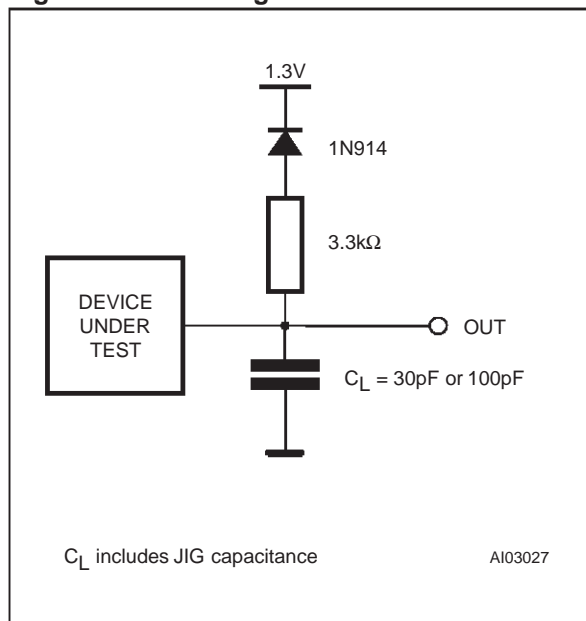 1.3V
1N914
3.3kΩ
DEVICE
UNDER
TEST
OUT
CL = 30pF or 100pF
CL includes JIG capacitance
AI03027